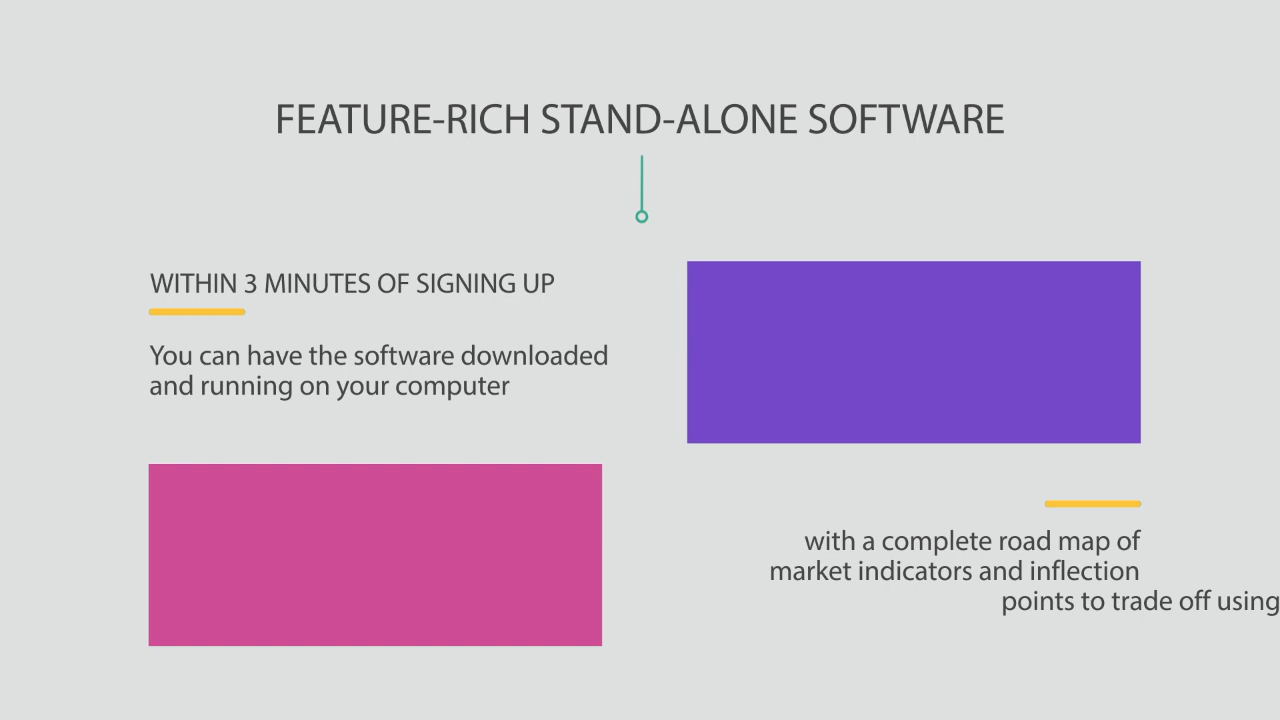 FEATURE-RICH STAND-ALONE SOFTWARE
WITHIN 3 MINUTES OF SIGNING UP
You can have the software downloaded
and running on your computer
with a complete road map of
market indicators and inflection
points to trade off using